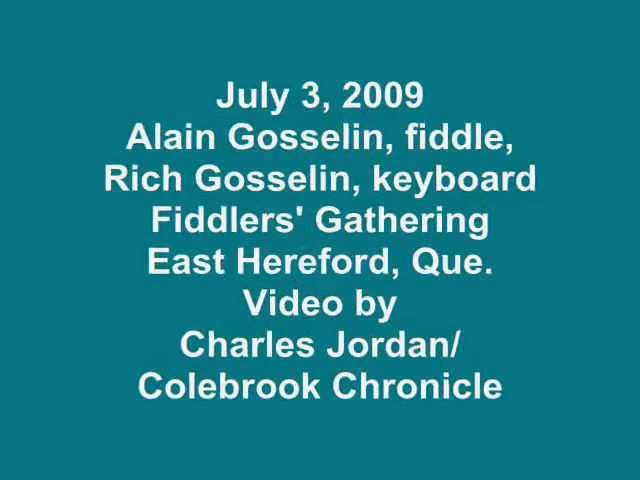 July 3, 2009
Alain Gosselin, fiddle,
Rich Gosselin, keyboard
Fiddlers' Gathering
East Hereford, Que.
Video by
Charles Jordan/
Colebrook Chronicle